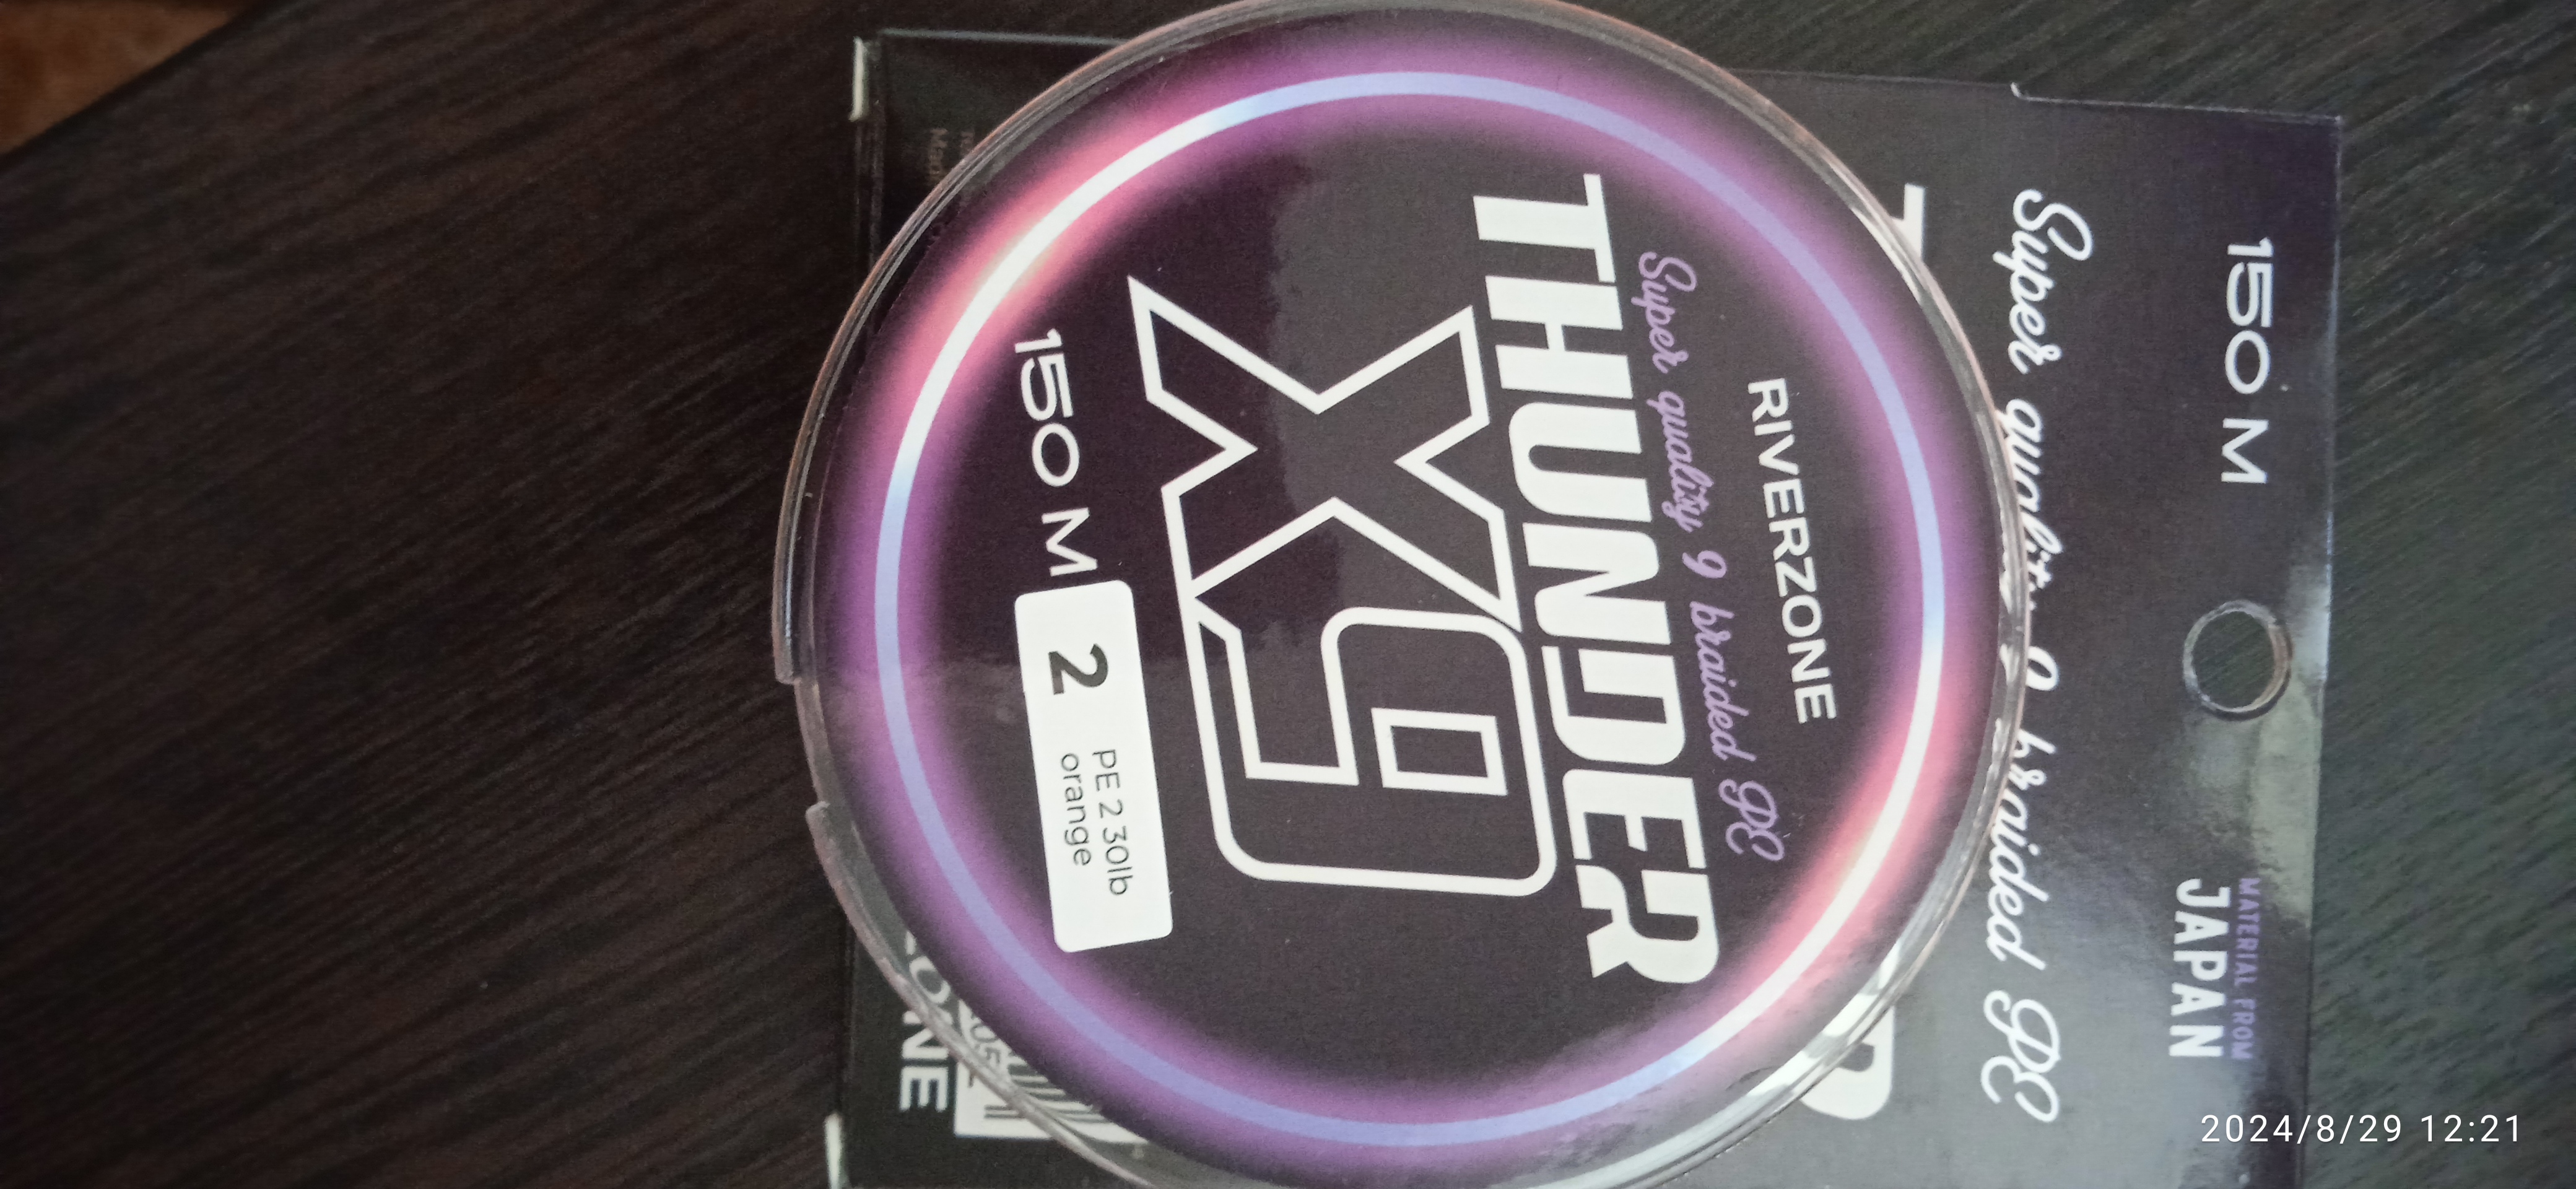 150 M
MATERIAL FROM
JAPAN
Super quality 9 braided PE
RIVERZONE
Super quality 9 braided PE
THUNDER
X9
150 M
2
PE 2 30lb
orange
2024/8/29 12:21